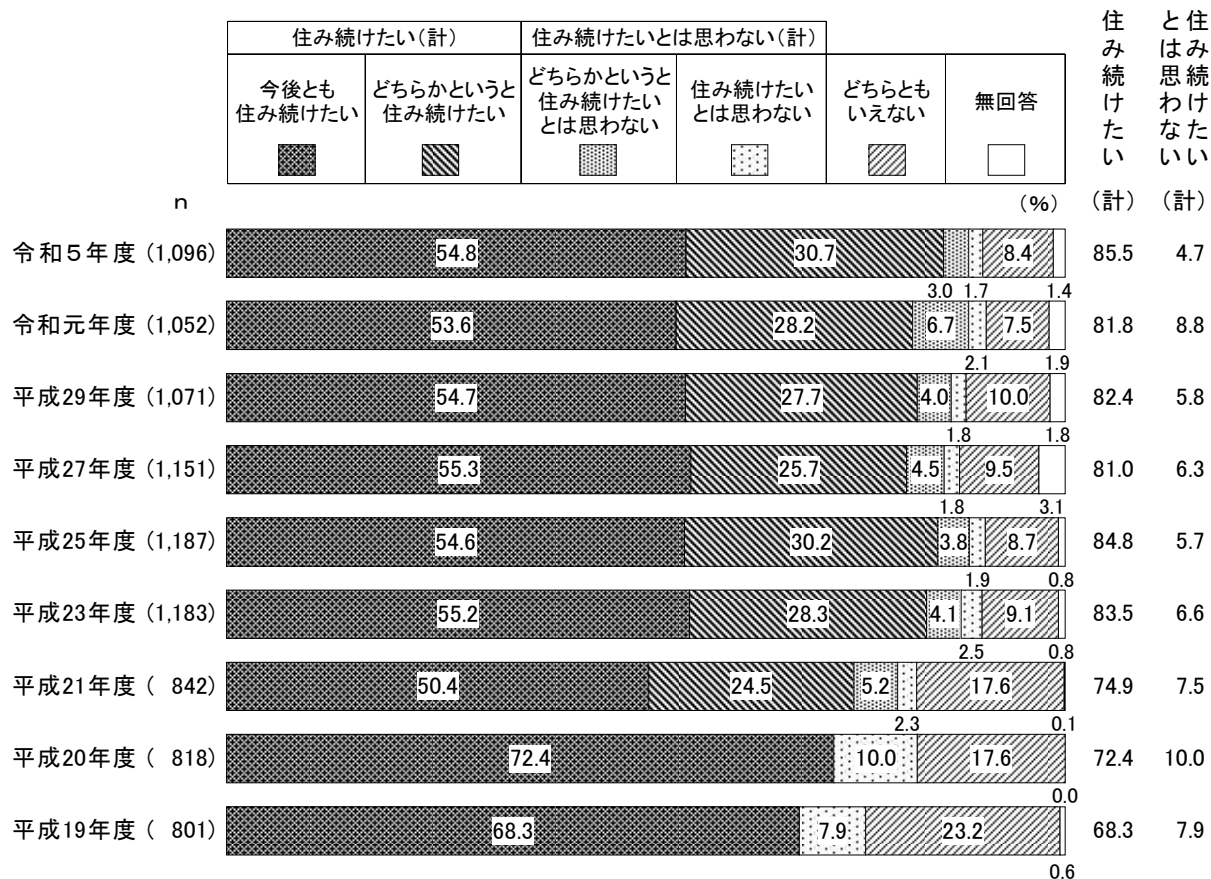 住み続けたい(計) 住み続けたいとは思わない(計)
今後とも
住み続けたい
どちらかというと
住み続けたい
どちらかというと
住み続けたい
とは思わない
住み続けたい
とは思わない
どちらとも
いえない
無回答
住み続けたい
(計)
住み続けたい
とは思わない
(計)
n (%)
令和5年度 (1,096) 54.8 30.7 8.4 85.5 4.7
3.0 1.7 1.4
令和元年度 (1,052) 53.6 28.2 6.7 7.5 81.8 8.8
2.1 1.9
平成29年度 (1,071) 54.7 27.7 4.0 10.0 82.4 5.8
1.8 1.8
平成27年度 (1,151) 55.3 25.7 4.5 9.5 81.0 6.3
1.8 3.1
平成25年度 (1,187) 54.6 30.2 3.8 8.7 84.8 5.7
1.9 0.8
平成23年度 (1,183) 55.2 28.3 4.1 9.1 83.5 6.6
2.5 0.8
平成21年度 ( 842) 50.4 24.5 5.2 17.6 74.9 7.5
2.3 0.1
平成20年度 ( 818) 72.4 10.0 17.6 72.4 10.0
0.0
平成19年度 ( 801) 68.3 7.9 23.2 68.3 7.9
0.6